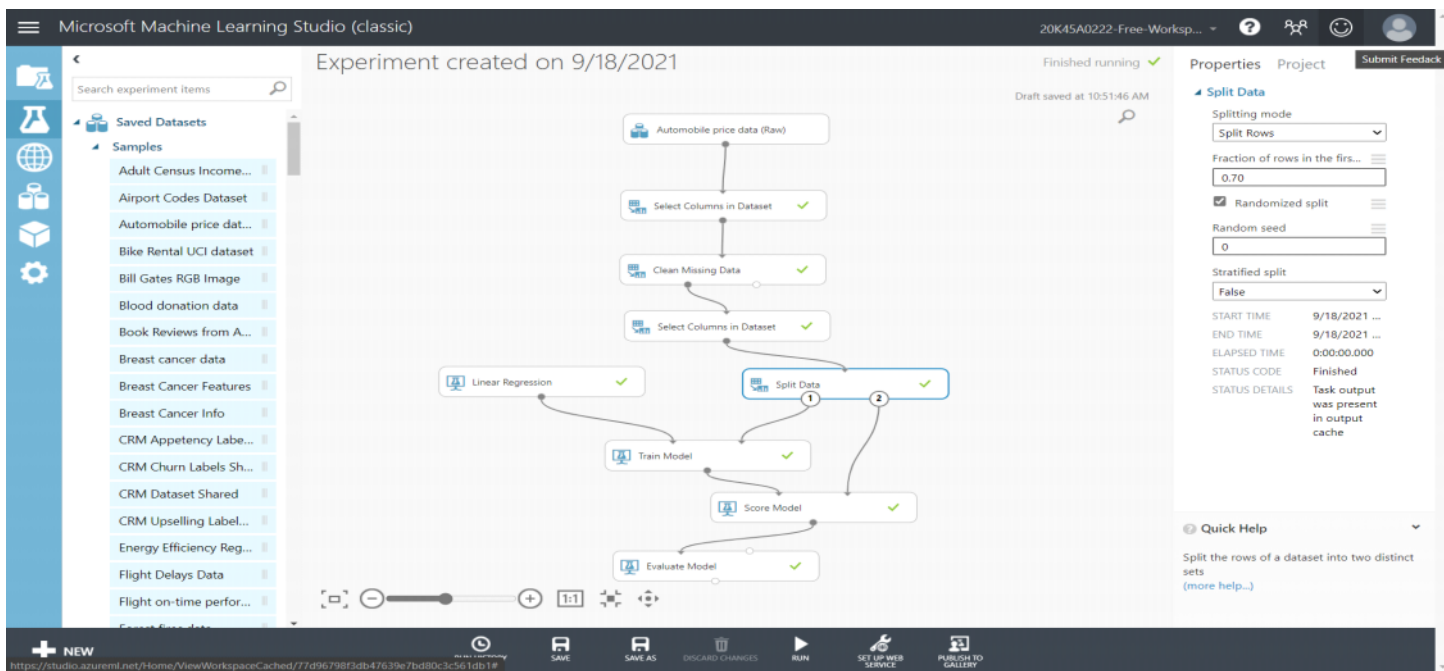 Microsoft Machine Learning Studio (classic)
20K45A0222-Free-Worksp...
?
Submit Feedack
Search experiment items
Saved Datasets
Samples
Adult Census Income...
Airport Codes Dataset
Automobile price dat...
Bike Rental UCI dataset
Bill Gates RGB Image
Blood donation data
Book Reviews from A...
Breast cancer data
Breast Cancer Features
Breast Cancer Info
CRM Appetency Labe...
CRM Churn Labels Sh...
CRM Dataset Shared
CRM Upselling Label...
Energy Efficiency Reg...
Flight Delays Data
Flight on-time perfor...
Forest fires data
Experiment created on 9/18/2021
Finished running
Draft saved at 10:51:46 AM
Automobile price data (Raw)
Select Columns in Dataset
Clean Missing Data
Select Columns in Dataset
Linear Regression
Split Data
1
2
Train Model
Score Model
Evaluate Model
1:1
Properties Project
Split Data
Splitting mode
Split Rows
Fraction of rows in the firs...
0.70
Randomized split
Random seed
0
Stratified split
False
START TIME 9/18/2021 ...
END TIME 9/18/2021 ...
ELAPSED TIME 0:00:00.000
STATUS CODE Finished
STATUS DETAILS Task output
was present
in output
cache
Quick Help
Split the rows of a dataset into two distinct
sets
(more help...)
NEW
SAVE
SAVE AS
DISCARD CHANGES
RUN
SET UP WEB
SERVICE
PUBLISH TO
GALLERY
https://studio.azureml.net/Home/ViewWorkspaceCached/77d96798f3db47639e7bd80c3c561db1#